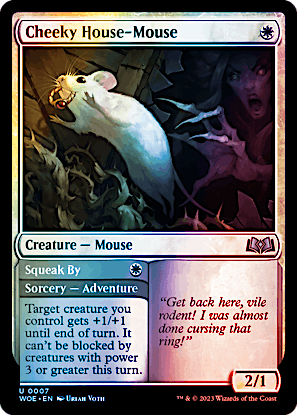 Cheeky House-Mouse
Creature — Mouse
Squeak By
Sorcery — Adventure
Target creature you
control gets +1/+1
until end of turn. It
can't be blocked by
creatures with power
3 or greater this turn.
"Get back here, vile
rodent! I was almost
done cursing that
ring!"
2/1
U 0007
WOE • EN Uriah Voth
™ & © 2023 Wizards of the Coast